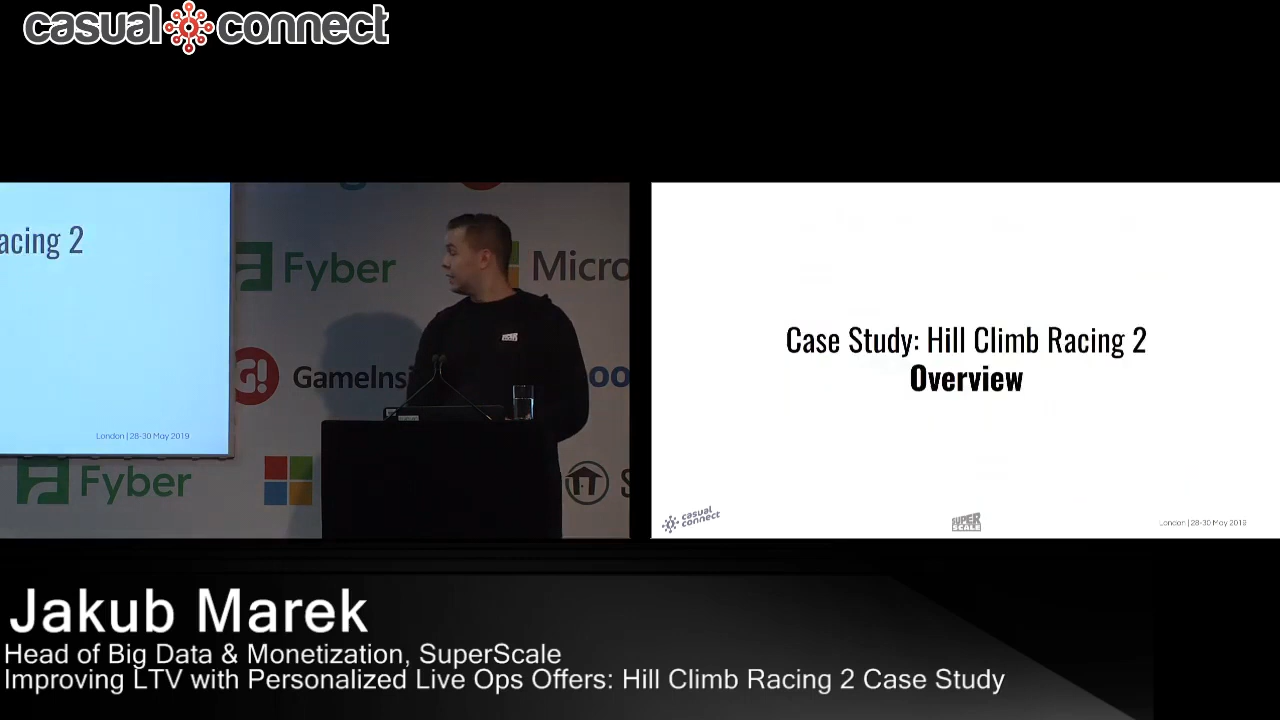 casual connect
acing 2
Fyber
Micro
GameInsi
oo
London | 28-30 May 2019
Fyber
S
Case Study: Hill Climb Racing 2
Overview
casual
connect
SUPER
SCALE
London | 28-30 May 2019
Jakub Marek
Head of Big Data & Monetization, SuperScale
Improving LTV with Personalized Live Ops Offers: Hill Climb Racing 2 Case Study